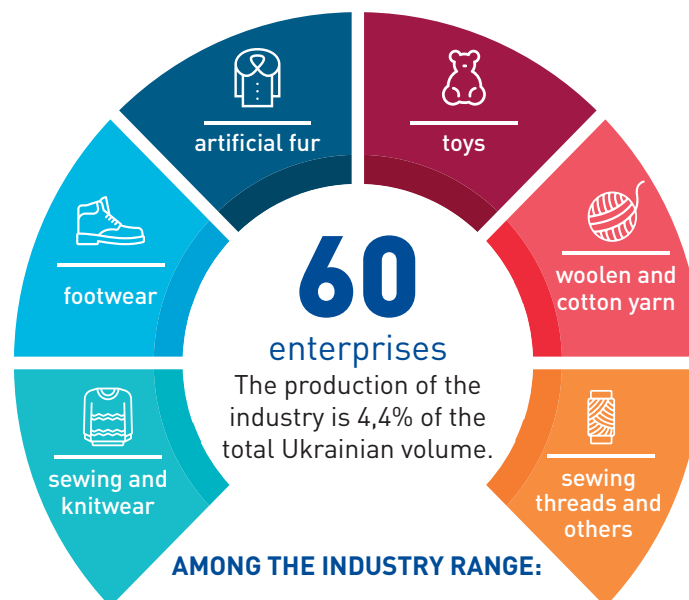 artificial fur
toys
footwear
woolen and
cotton yarn
60
enterprises
The production of the
industry is 4,4% of the
total Ukrainian volume.
sewing and
knitwear
sewing
threads and
others
AMONG THE INDUSTRY RANGE: